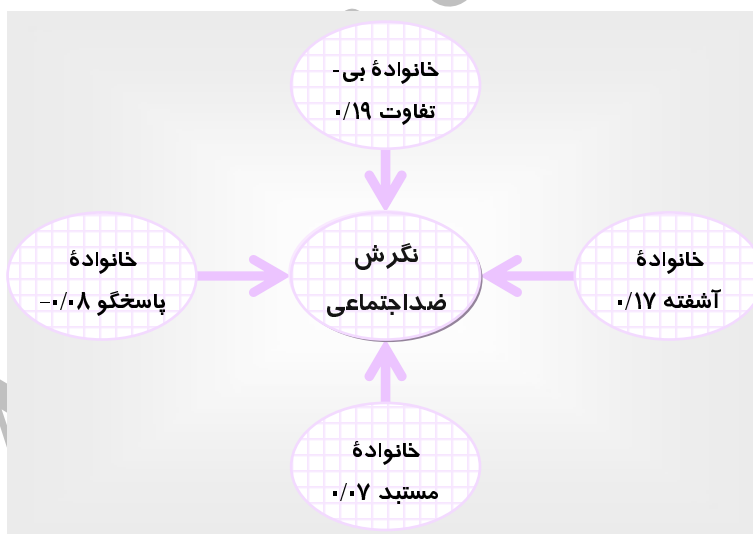 خانوادهٔ بی-
تفاوت ۰/۱۹
خانوادهٔ
آشفته ۰/۱۷
نگرش
ضداجتماعی
خانوادهٔ
پاسخگو ۰/۰۸–
خانوادهٔ
مستبد ۰/۰۷